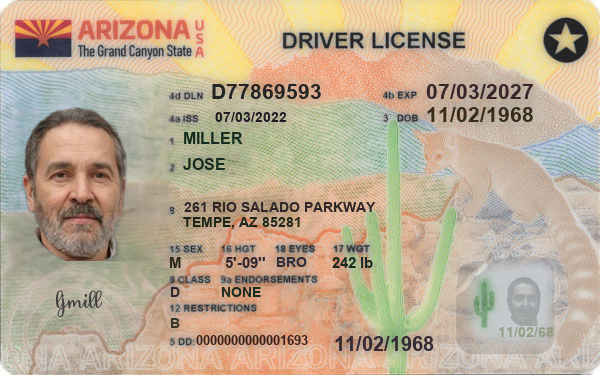 ARIZONA USA
The Grand Canyon State
DRIVER LICENSE
4d DLN D77869593
4b EXP 07/03/2027
4a ISS 07/03/2022
3 DOB 11/02/1968
1 MILLER
2 JOSE
8 261 RIO SALADO PARKWAY
TEMPE, AZ 85281
15 SEX 16 HGT 18 EYES 17 WGT
M 5'-09" BRO 242 lb
9 CLASS 9a ENDORSEMENTS
D NONE
12 RESTRICTIONS
B
Gmill
5 DD: 0000000000001693
11/02/1968
11/02/68
ARIZONA ARIZONA ARIZONA ARIZONA